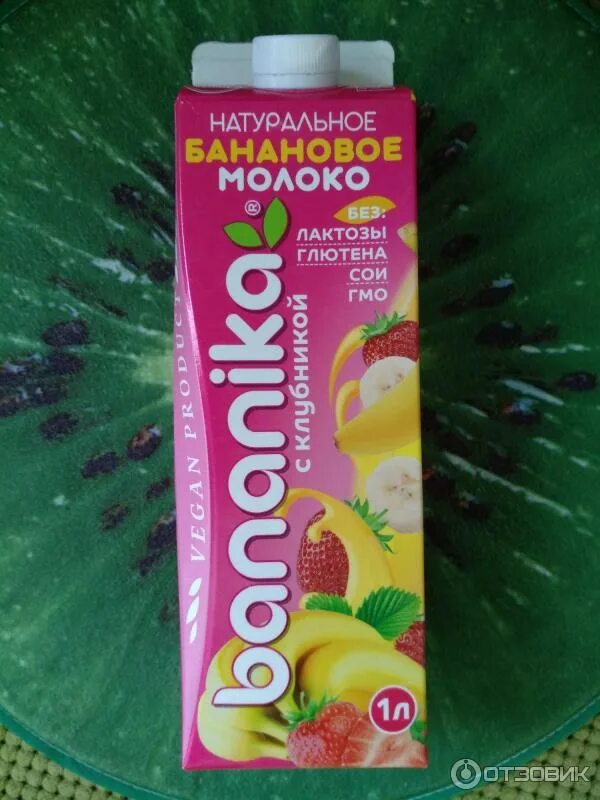 НАТУРАЛЬНОЕ
БАНАНОВОЕ
МОЛОКО
®
БЕЗ:
ЛАКТОЗЫ
ГЛЮТЕНА
СОИ
ГМО
bananika
с клубникой
VEGAN PRODUCT
1л
ОТЗОВИК